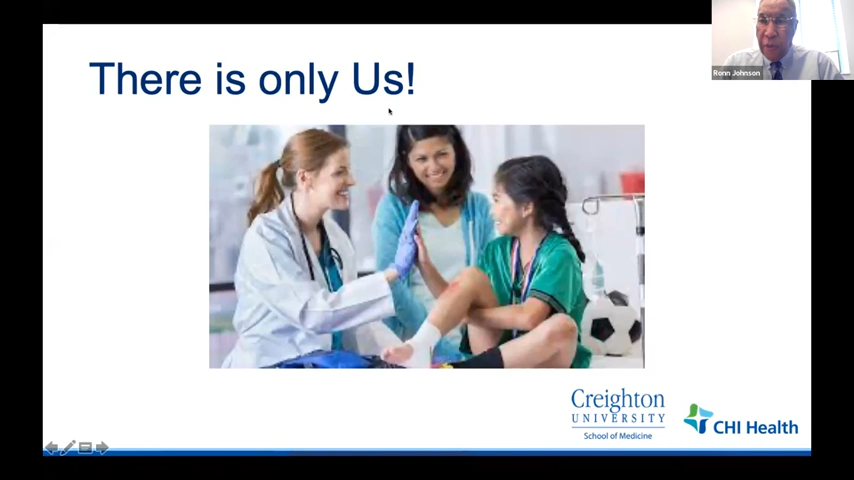 There is only Us!
Ronn Johnson
Creighton
UNIVERSITY
School of Medicine
CHI Health